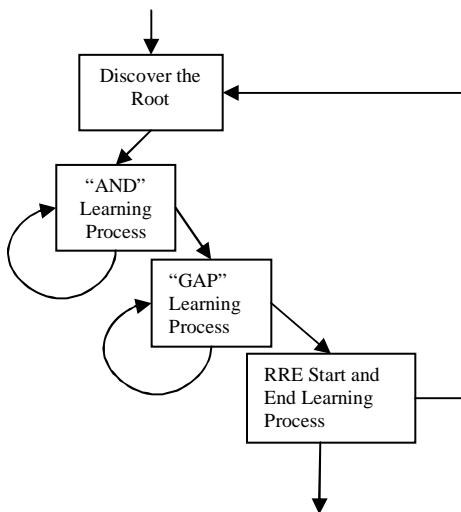 Discover the
Root
“AND”
Learning
Process
“GAP”
Learning
Process
RRE Start and
End Learning
Process